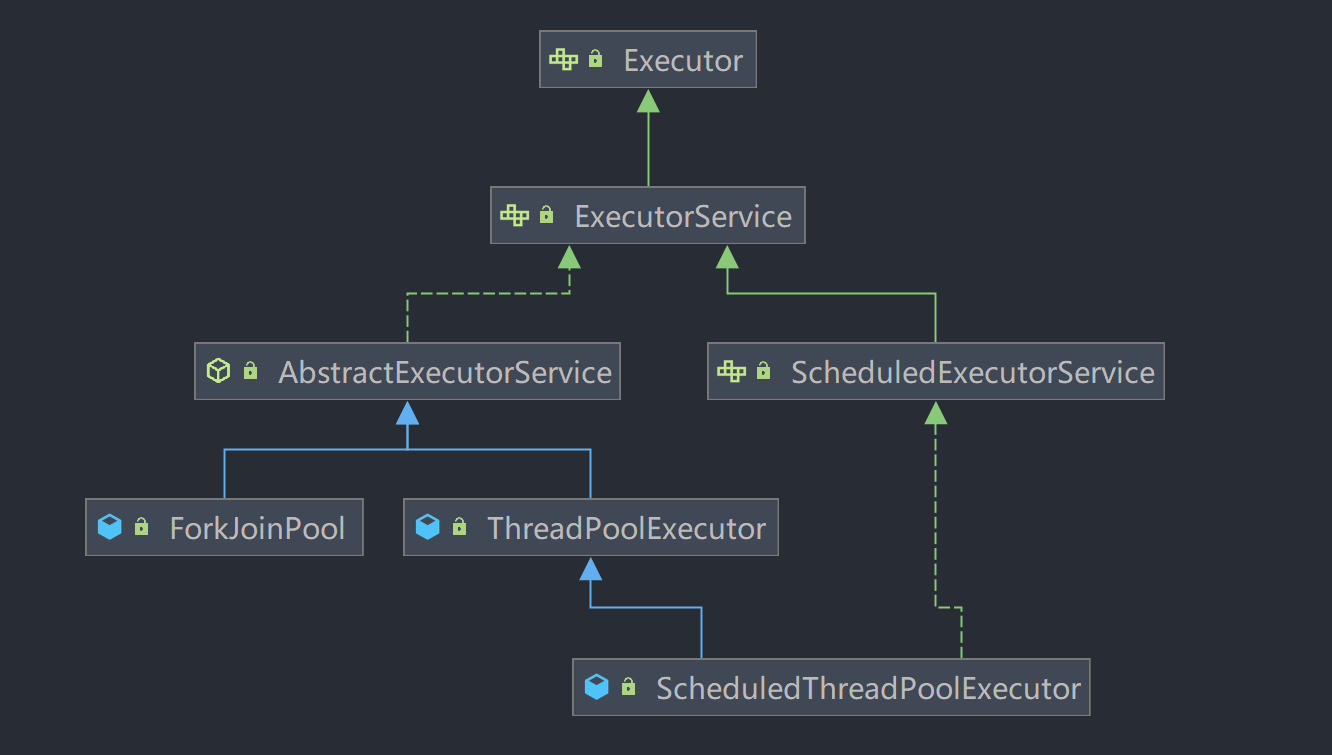 Executor
ExecutorService
AbstractExecutorService
ScheduledExecutorService
ForkJoinPool
ThreadPoolExecutor
ScheduledThreadPoolExecutor